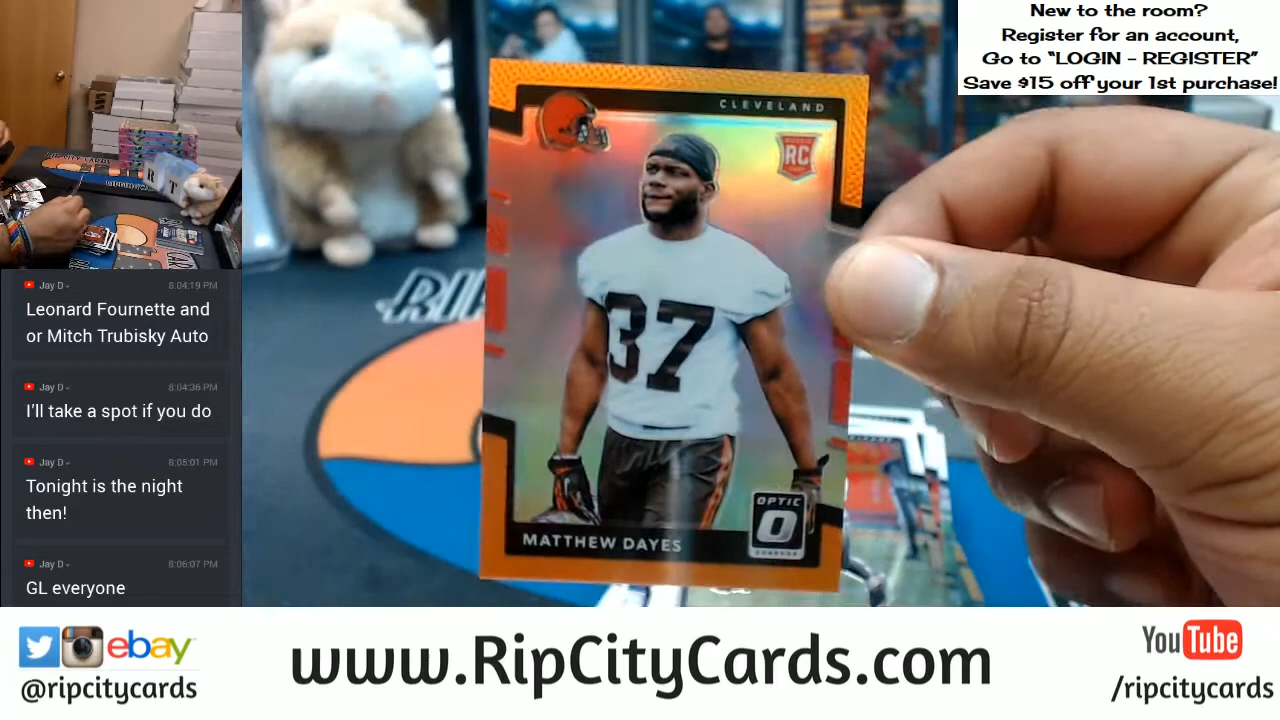 New to the room?
Register for an account,
Go to “LOGIN - REGISTER”
Save $15 off your 1st purchase!
CLEVELAND
RC
37
OPTIC
MATTHEW DAYES
R T
Jay D 8:04:19 PM
Leonard Fournette and
or Mitch Trubisky Auto
Jay D 8:04:36 PM
I'll take a spot if you do
Jay D 8:05:01 PM
Tonight is the night
then!
Jay D 8:06:07 PM
GL everyone
ebay
@ripcitycards
www.RipCityCards.com
YouTube
/ripcitycards